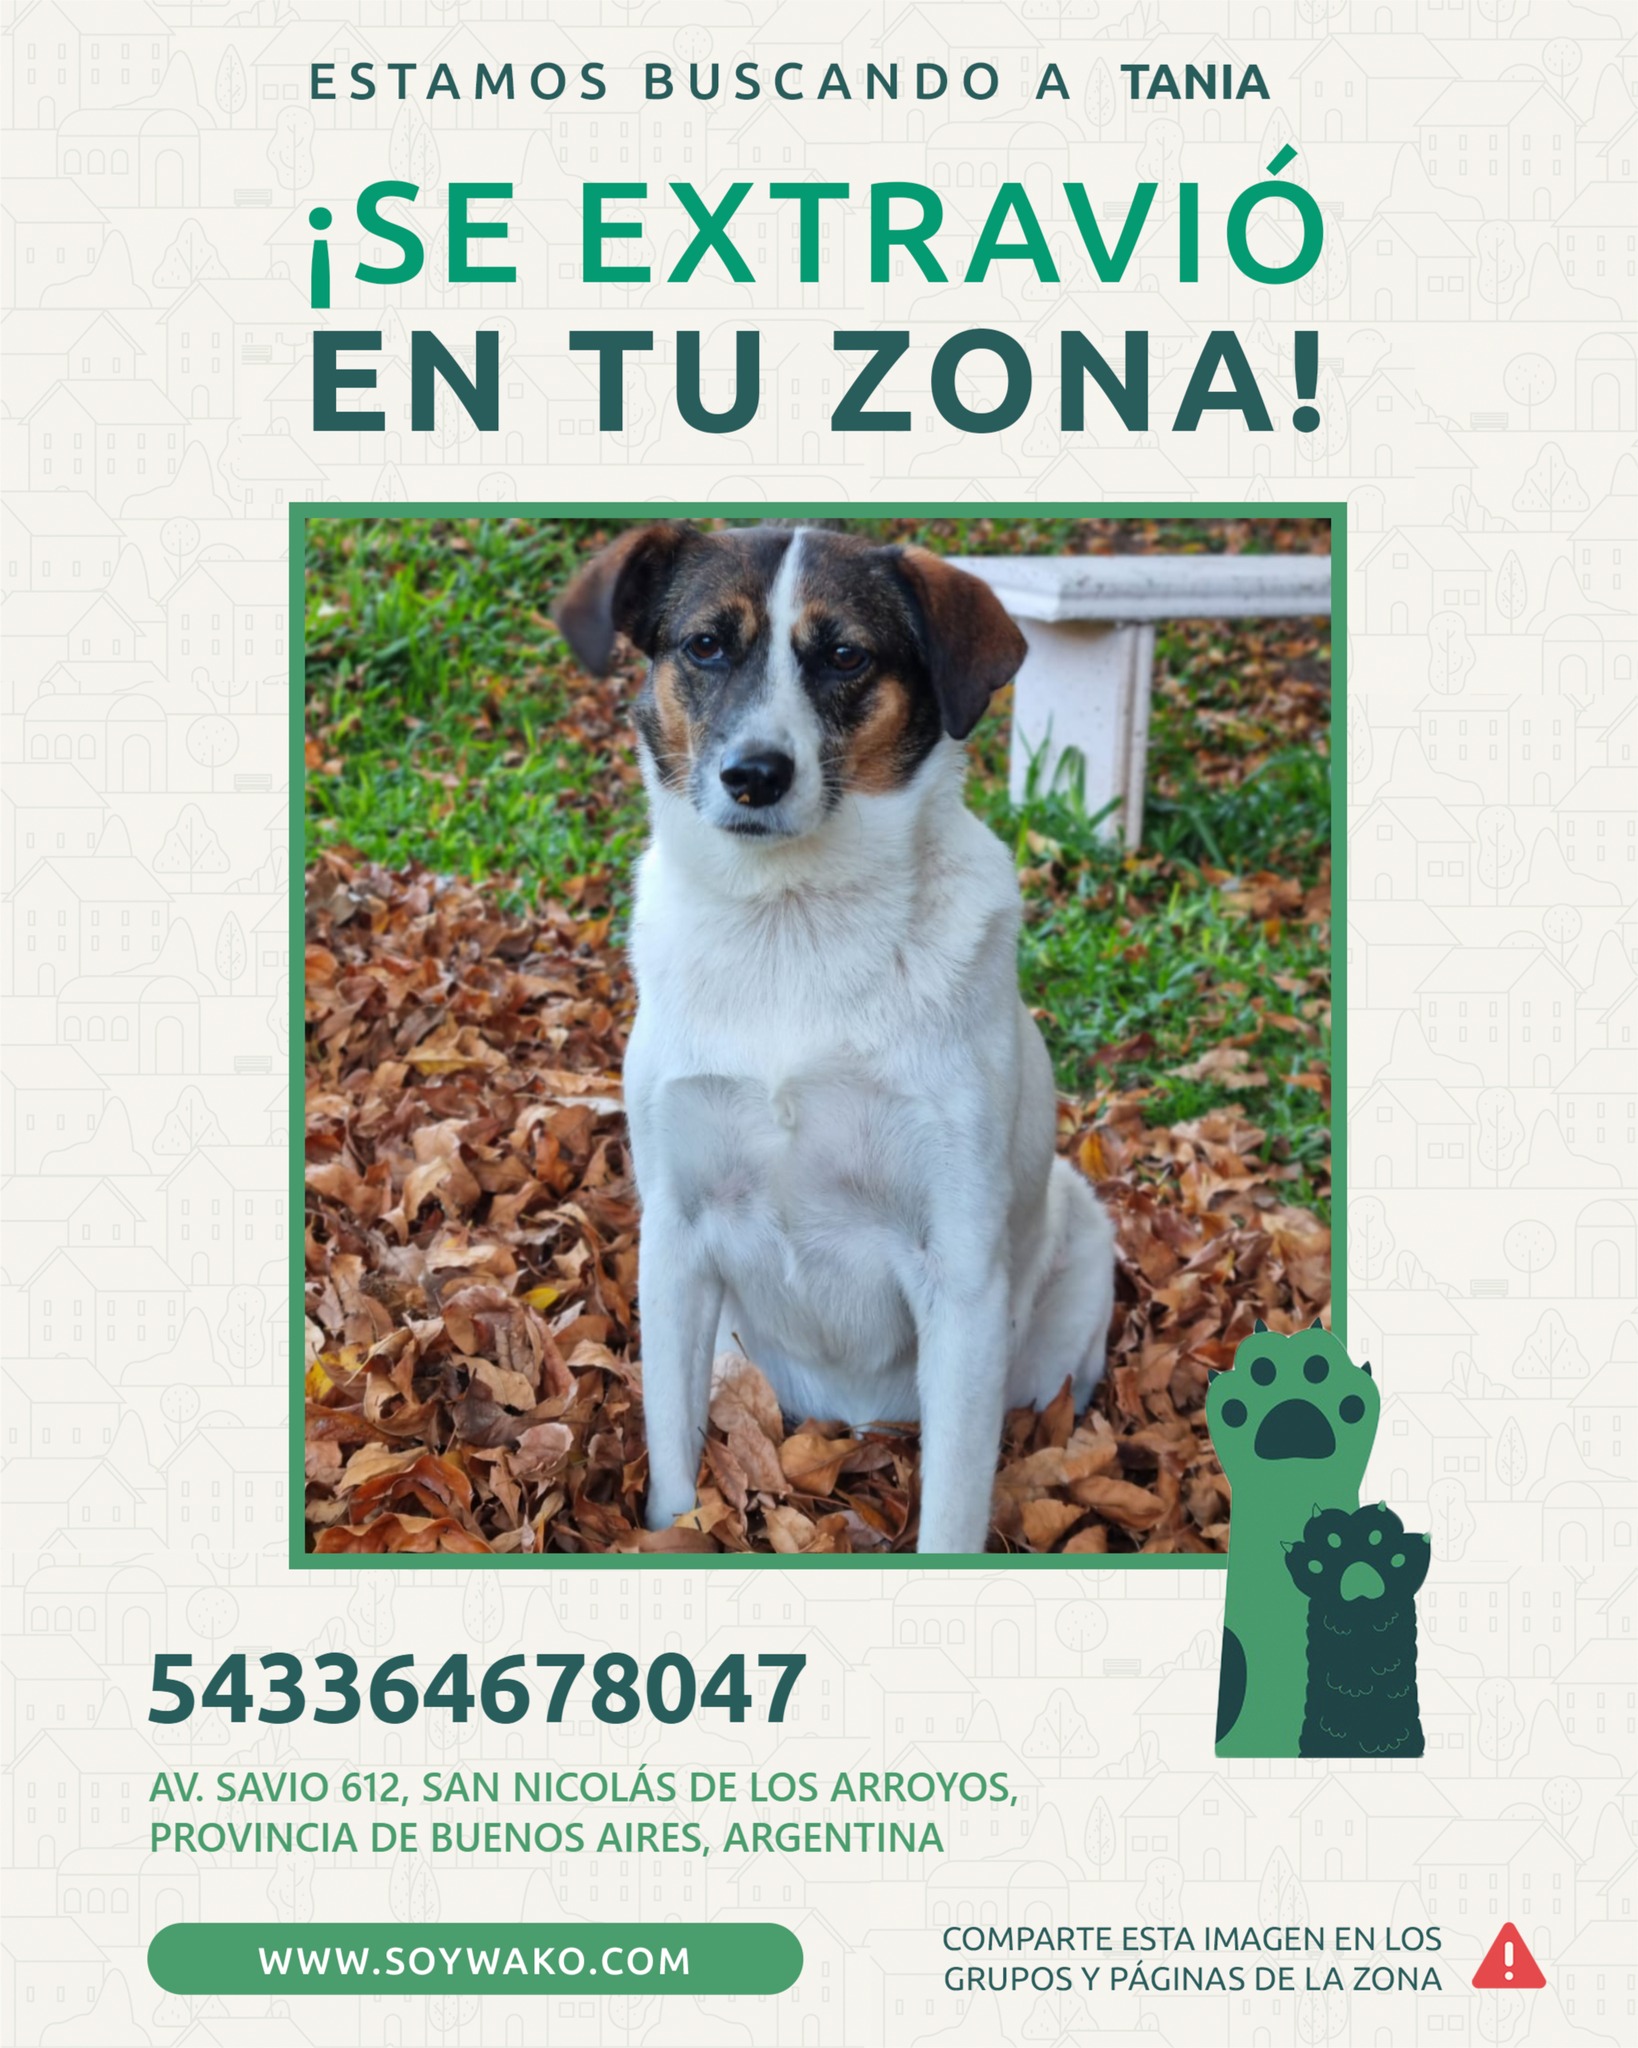 ESTAMOS BUSCANDO A TANIA
¡SE EXTRAVIÓ
EN TU ZONA!
543364678047
AV. SAVIO 612, SAN NICOLÁS DE LOS ARROYOS,
PROVINCIA DE BUENOS AIRES, ARGENTINA
WWW.SOYWAKO.COM
COMPARTE ESTA IMAGEN EN LOS
GRUPOS Y PÁGINAS DE LA ZONA